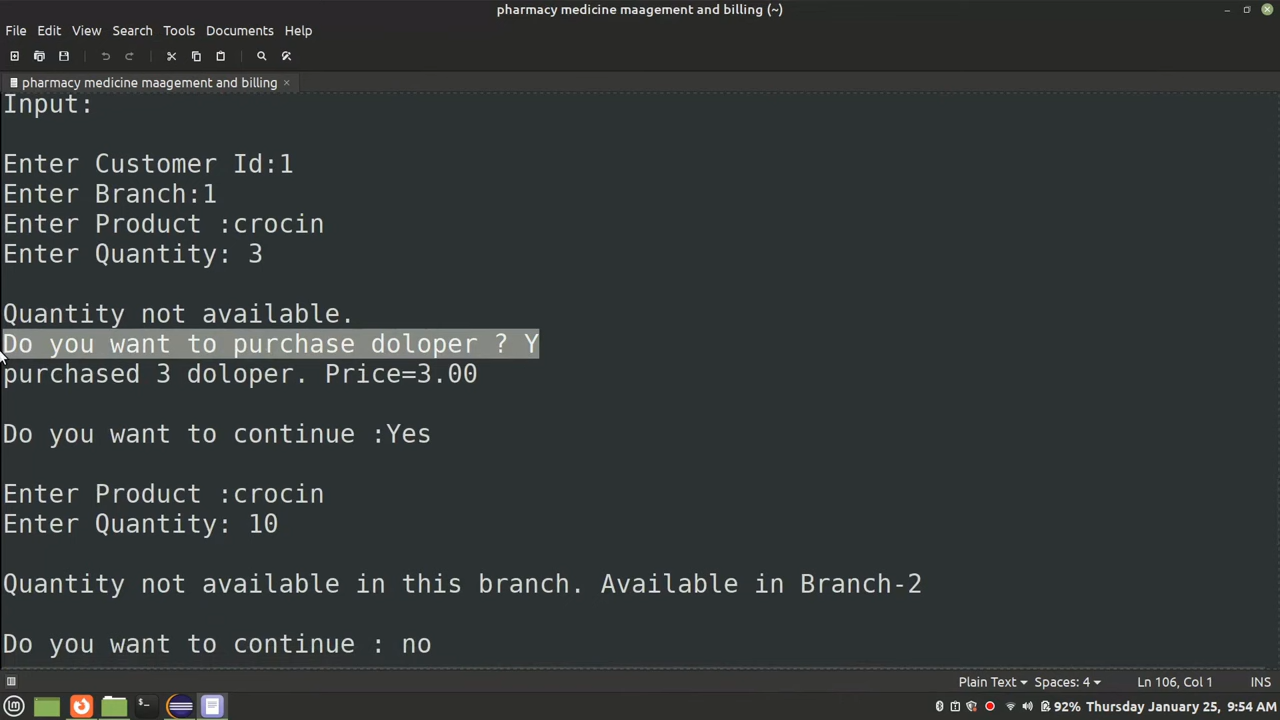 pharmacy medicine maagement and billing (~)
File Edit View Search Tools Documents Help
pharmacy medicine maagement and billing ×
Input:
Enter Customer Id:1
Enter Branch:1
Enter Product :crocin
Enter Quantity: 3
Quantity not available.
Do you want to purchase doloper ? Y
purchased 3 doloper. Price=3.00
Do you want to continue :Yes
Enter Product :crocin
Enter Quantity: 10
Quantity not available in this branch. Available in Branch-2
Do you want to continue : no
Plain Text Spaces: 4 Ln 106, Col 1 INS
92% Thursday January 25, 9:54 AM